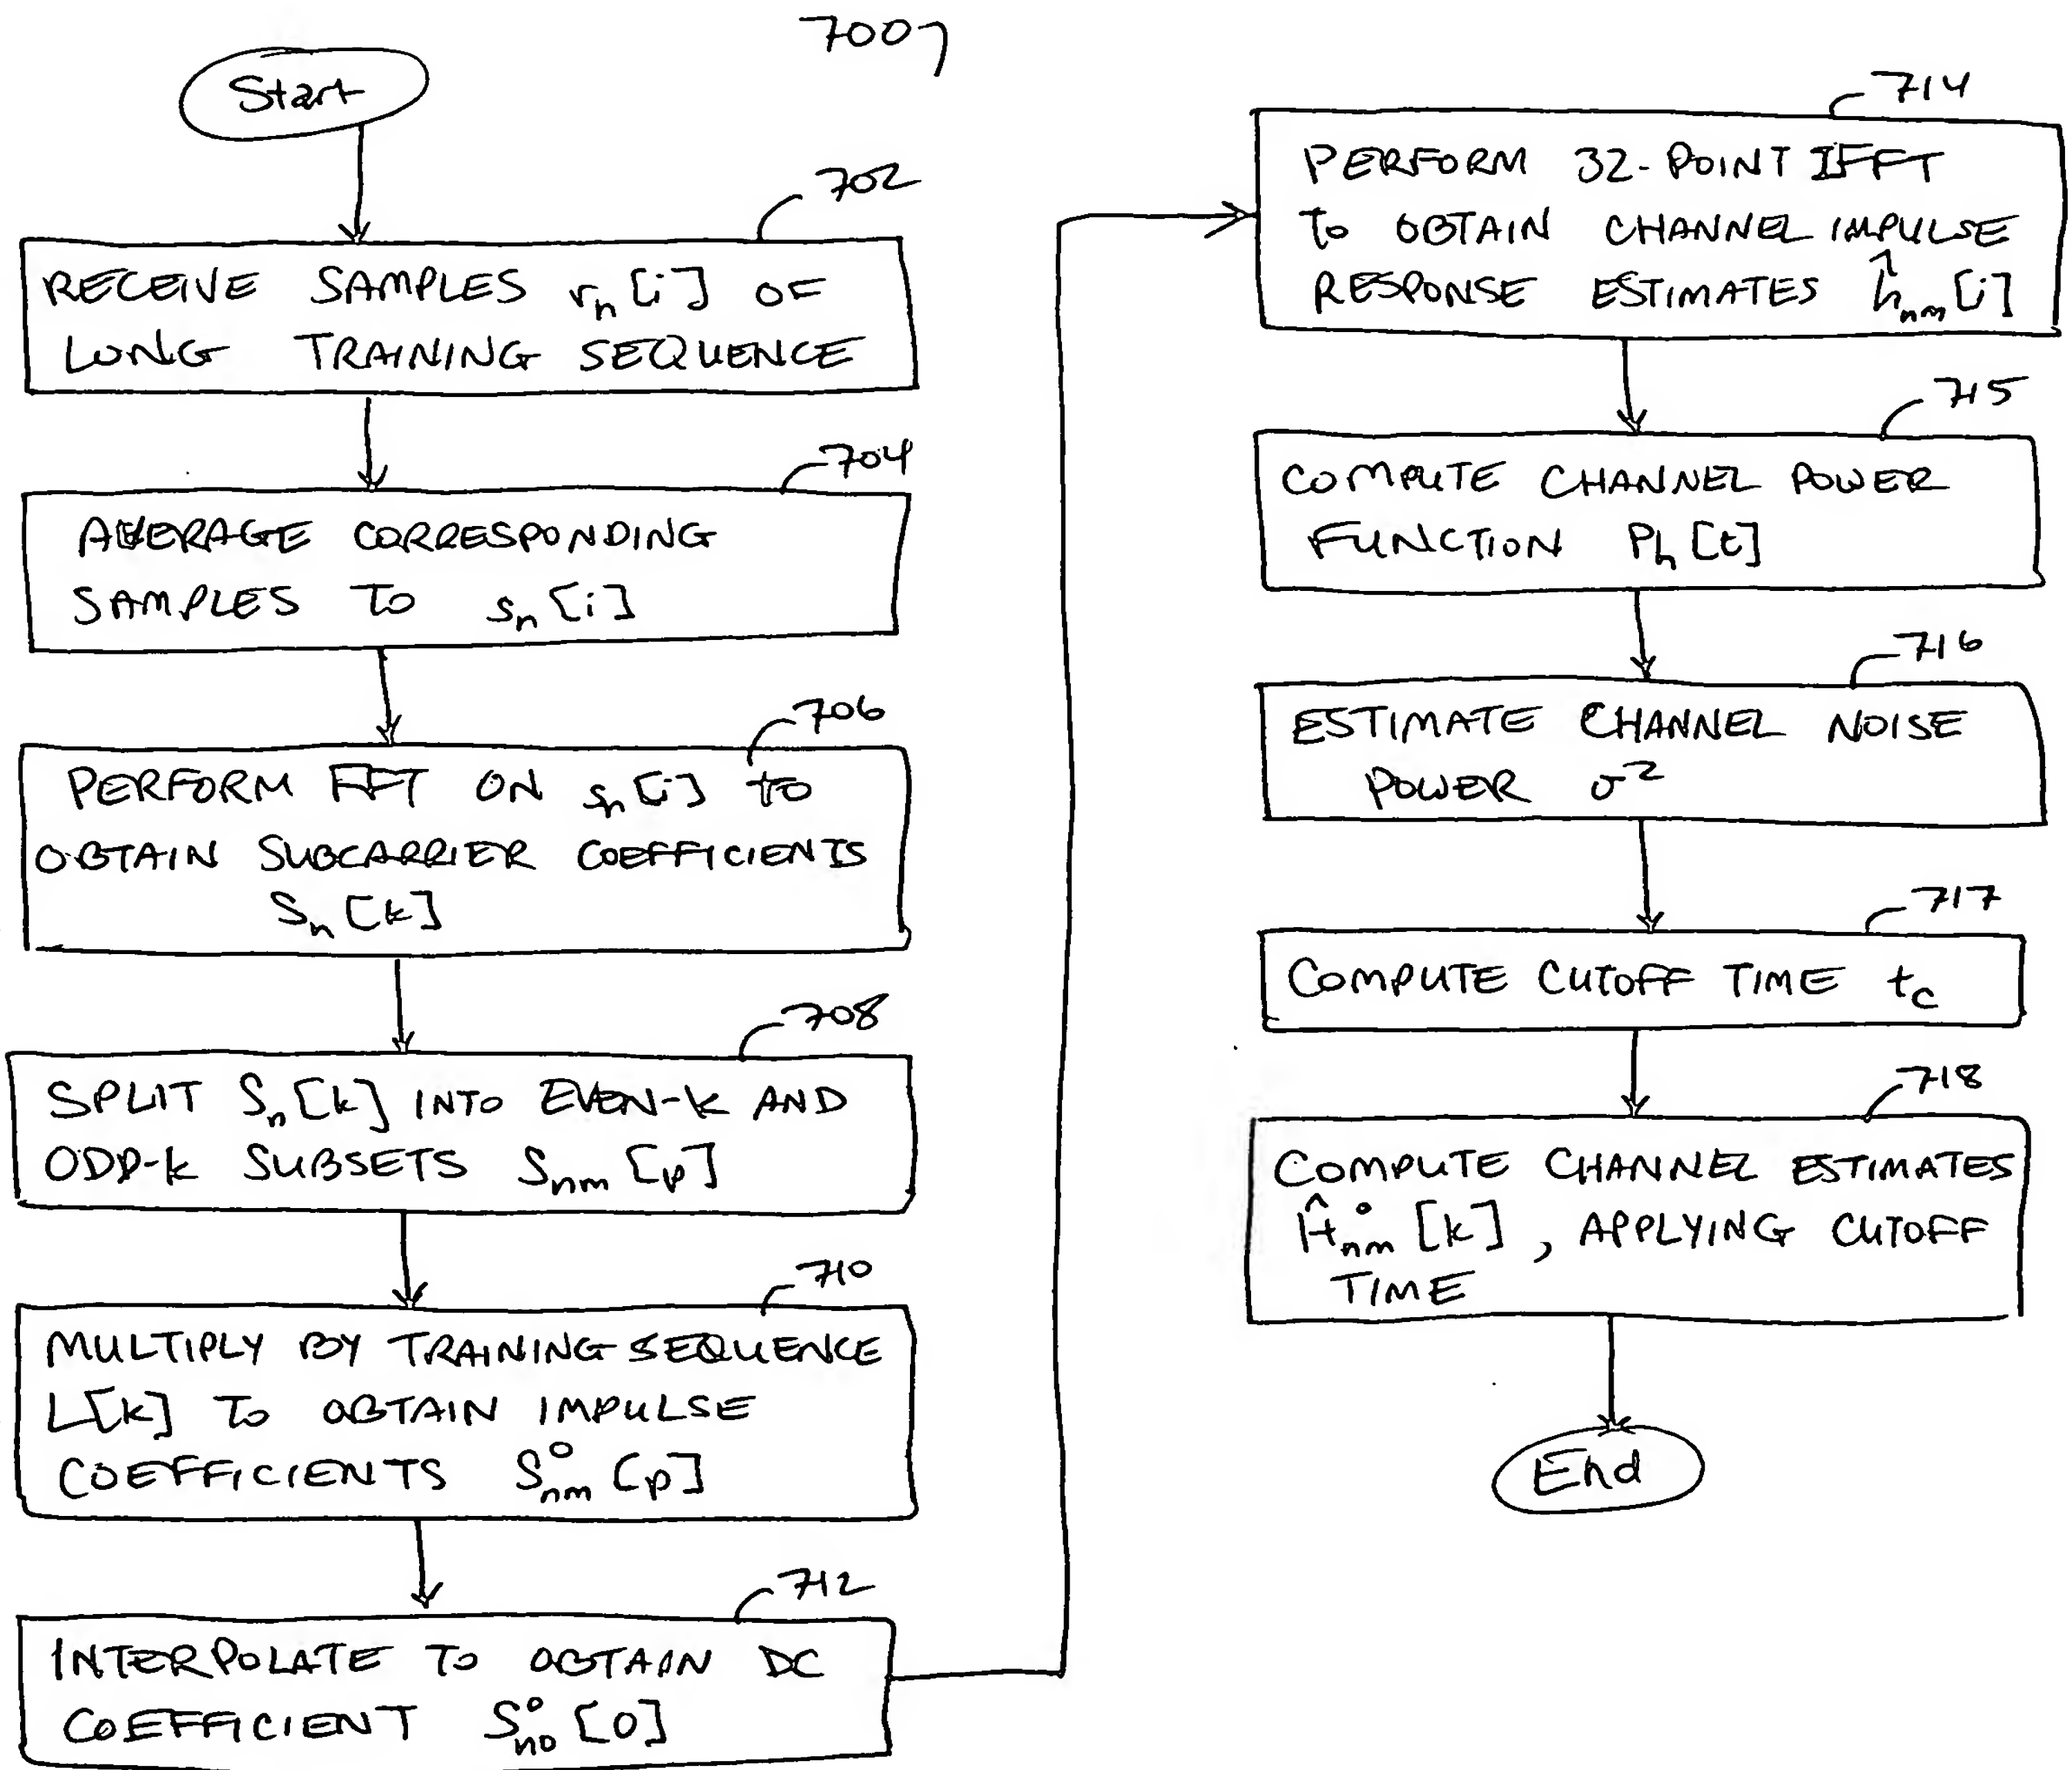 700
Start
702
RECEIVE SAMPLES rₙ[i] OF
LONG TRAINING SEQUENCE
704
AVERAGE CORRESPONDING
SAMPLES TO sₙ[i]
706
PERFORM FFT ON sₙ[i] TO
OBTAIN SUBCARRIER COEFFICIENTS
Sₙ[k]
708
SPLIT Sₙ[k] INTO EVEN-k AND
ODD-k SUBSETS Sₙₘ[p]
710
MULTIPLY BY TRAINING SEQUENCE
L[k] TO OBTAIN IMPULSE
COEFFICIENTS S⁰ₙₘ[p]
712
INTERPOLATE TO OBTAIN DC
COEFFICIENT S⁰ₙ₀[0]
714
PERFORM 32-POINT IFFT
to OBTAIN CHANNEL IMPULSE
RESPONSE ESTIMATES ĥₙₘ[i]
715
COMPUTE CHANNEL POWER
FUNCTION Pₕ[t]
716
ESTIMATE CHANNEL NOISE
POWER σ²
717
COMPUTE CUTOFF TIME t_c
718
COMPUTE CHANNEL ESTIMATES
Ĥ⁰ₙₘ[k], APPLYING CUTOFF
TIME
End